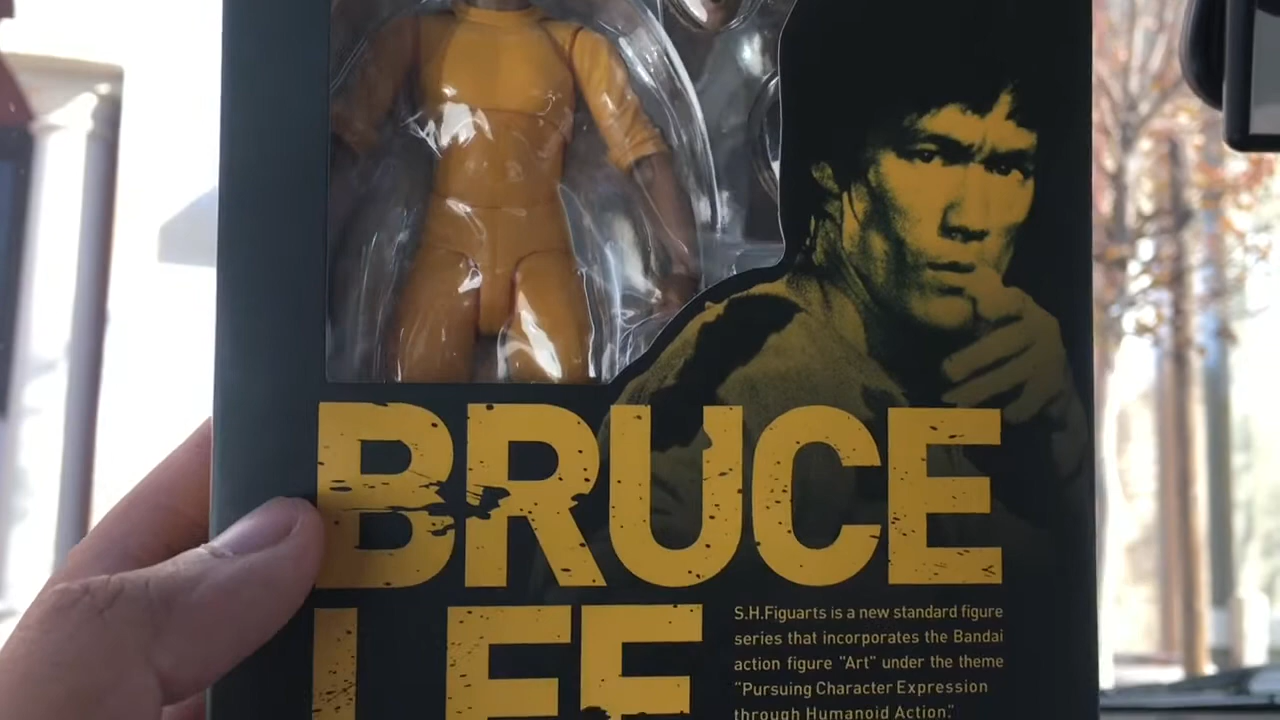 BRUCE
LEE
S.H.Figuarts is a new standard figure
series that incorporates the Bandai
action figure "Art" under the theme
"Pursuing Character Expression
through Humanoid Action."